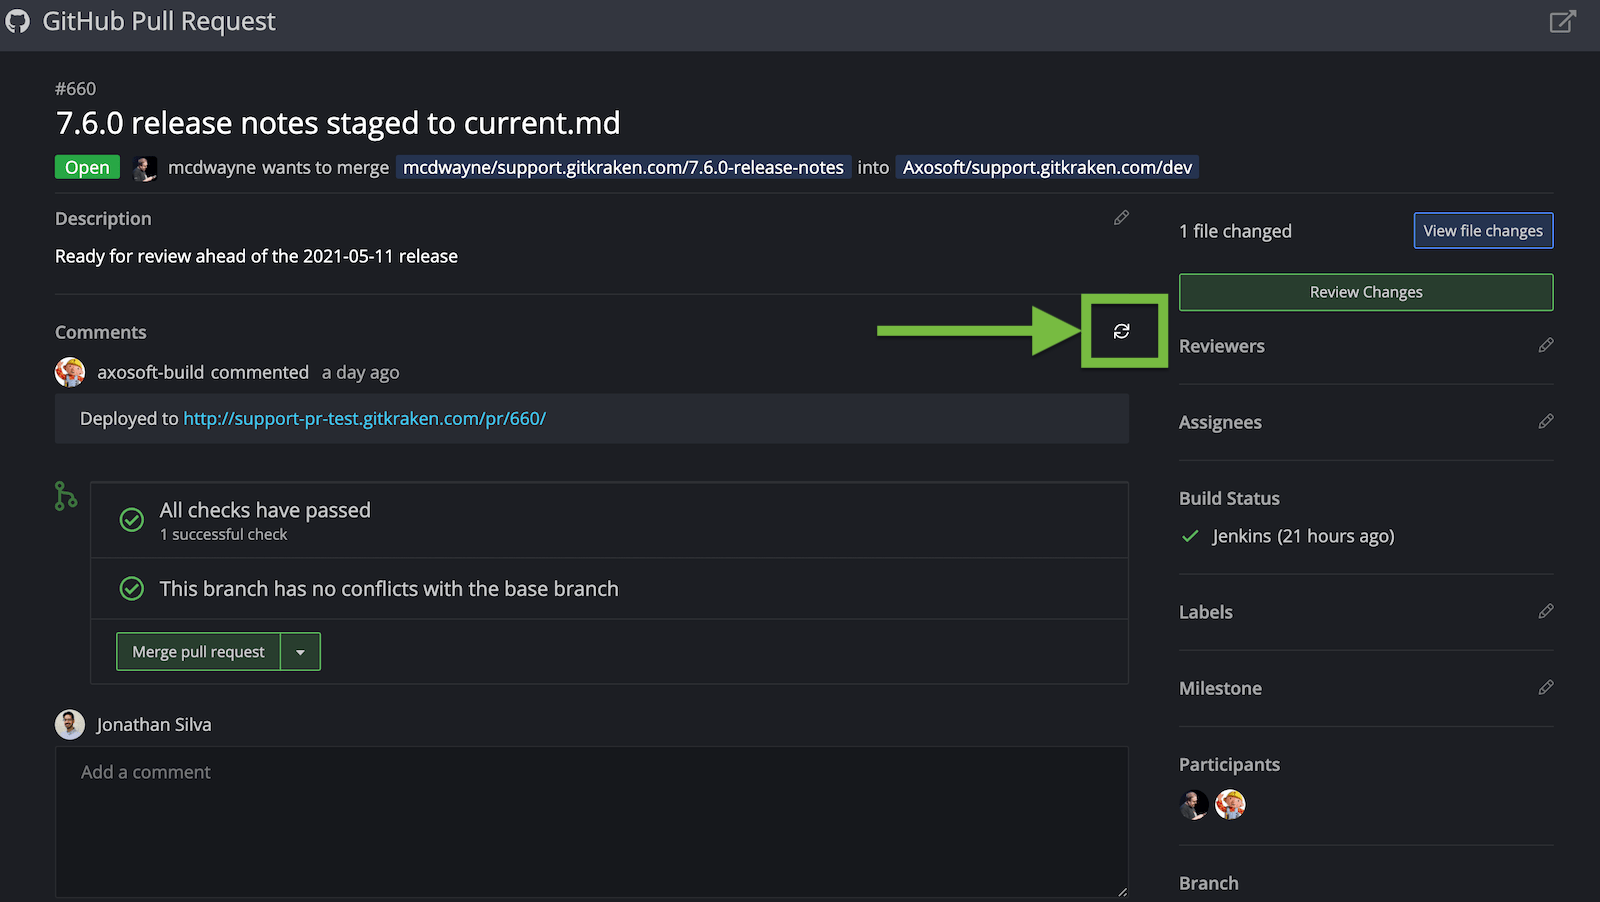 GitHub Pull Request
#660
7.6.0 release notes staged to current.md
Open mcdwayne wants to merge mcdwayne/support.gitkraken.com/7.6.0-release-notes into Axosoft/support.gitkraken.com/dev
Description
Ready for review ahead of the 2021-05-11 release
Comments
axosoft-build commented a day ago
Deployed to http://support-pr-test.gitkraken.com/pr/660/
All checks have passed
1 successful check
This branch has no conflicts with the base branch
Merge pull request
Jonathan Silva
Add a comment
1 file changed View file changes
Review Changes
Reviewers
Assignees
Build Status
Jenkins (21 hours ago)
Labels
Milestone
Participants
Branch